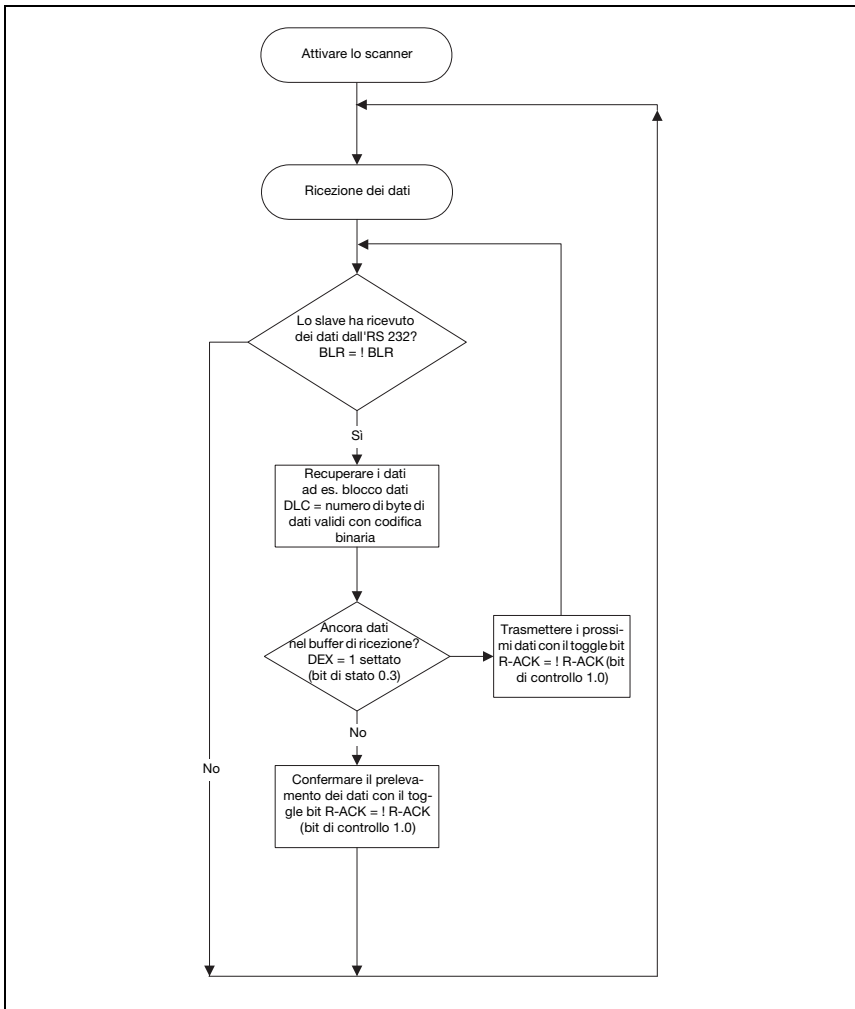 Attivare lo scanner
Ricezione dei dati
Lo slave ha ricevuto
dei dati dall'RS 232?
BLR = ! BLR
Sì
Recuperare i dati
ad es. blocco dati
DLC = numero di byte di
dati validi con codifica
binaria
Ancora dati
nel buffer di ricezione?
DEX = 1 settato
(bit di stato 0.3)
Trasmettere i prossi-
mi dati con il toggle bit
R-ACK = ! R-ACK (bit
di controllo 1.0)
No
No
Confermare il preleva-
mento dei dati con il tog-
gle bit R-ACK = ! R-ACK
(bit di controllo 1.0)